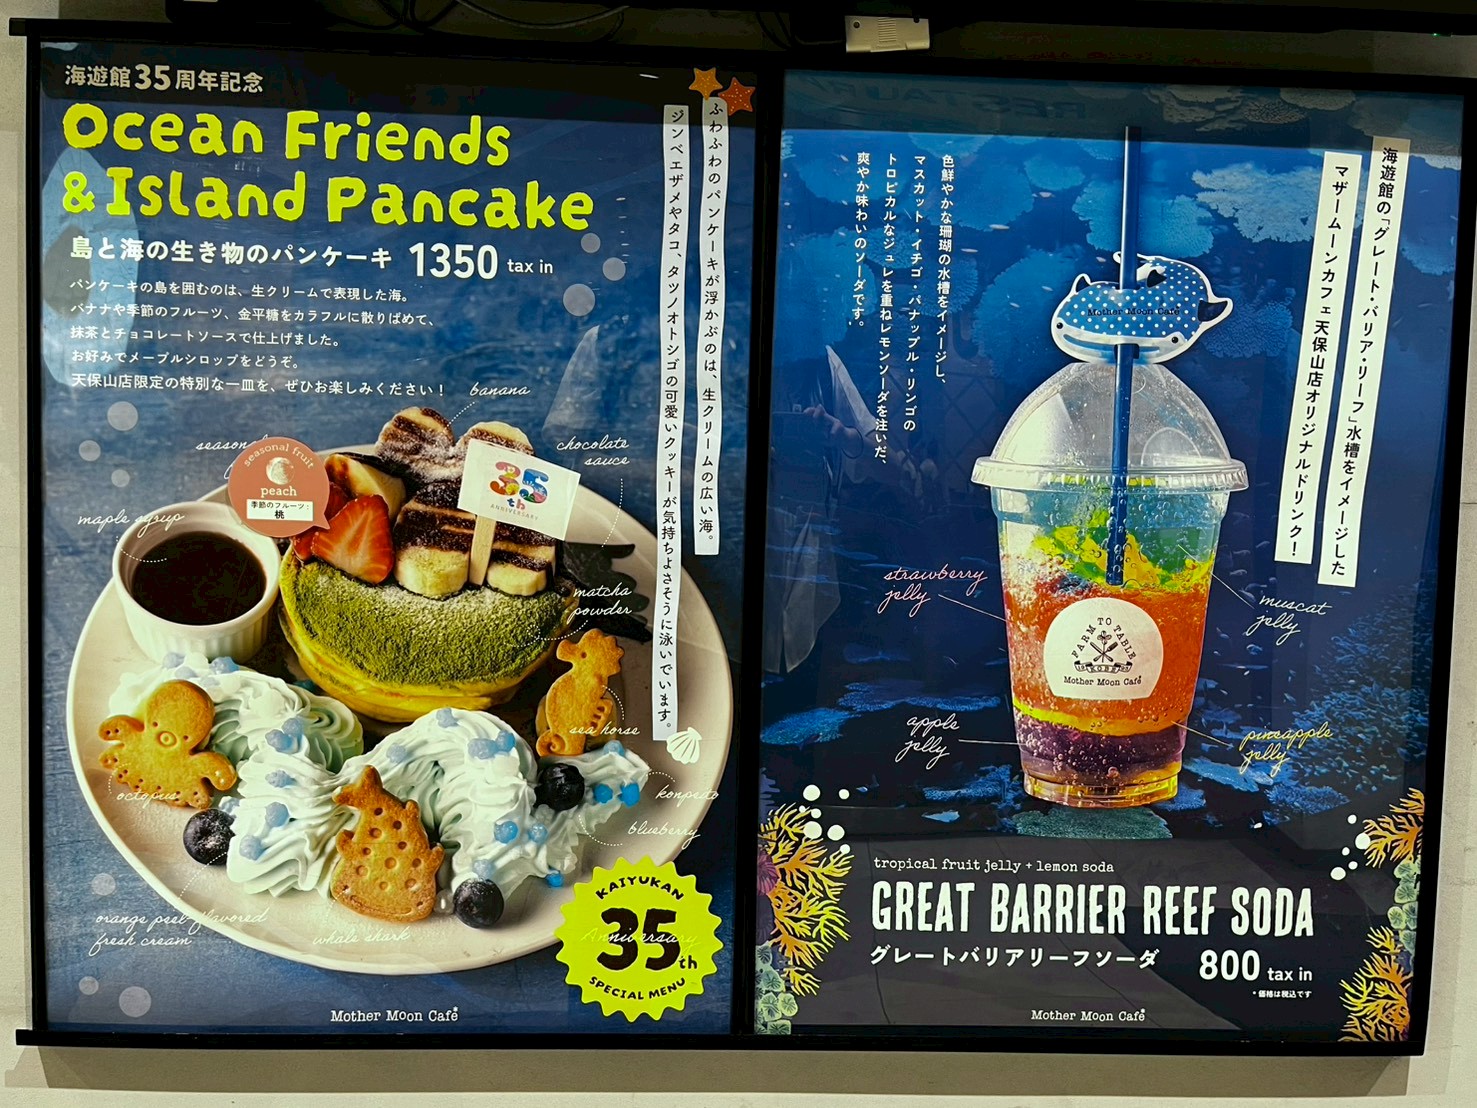 海遊館35周年記念
Ocean Friends
& Island Pancake
島と海の生き物のパンケーキ 1350 tax in
パンケーキの島を囲むのは、生クリームで表現した海。
バナナや季節のフルーツ、金平糖をカラフルに散りばめて、
抹茶とチョコレートソースで仕上げました。
お好みでメープルシロップをどうぞ。
天保山店限定の特別な一皿を、ぜひお楽しみください！
ふわふわのパンケーキが浮かぶのは、生クリームの広い海。
ジンベエザメやタコ、タツノオトシゴの可愛いクッキーが気持ちよさそうに泳いでいます。
banana
chocolate
sauce
seasonal fruit
peach
季節のフルーツ：
桃
35
th
ANNIVERSARY
maple syrup
matcha
powder
sea horse
octopus
konpeito
blueberry
orange peel-flavored
fresh cream
whale shark
KAIYUKAN
35th
Anniversary
SPECIAL MENU
Mother Moon Café
海遊館の「グレート・バリア・リーフ」水槽をイメージした
マザームーンカフェ天保山店オリジナルドリンク！
色鮮やかな珊瑚の水槽をイメージし、
マスカット・イチゴ・パナップル・リンゴの
トロピカルなジュレを重ねレモンソーダを注いだ、
爽やか味わいのソーダです。
Mother Moon Café
strawberry
jelly
muscat
jelly
FARM TO TABLE
Mother Moon Café
apple
jelly
pineapple
jelly
tropical fruit jelly + lemon soda
GREAT BARRIER REEF SODA
グレートバリアリーフソーダ 800 tax in
*価格は税込です
Mother Moon Café